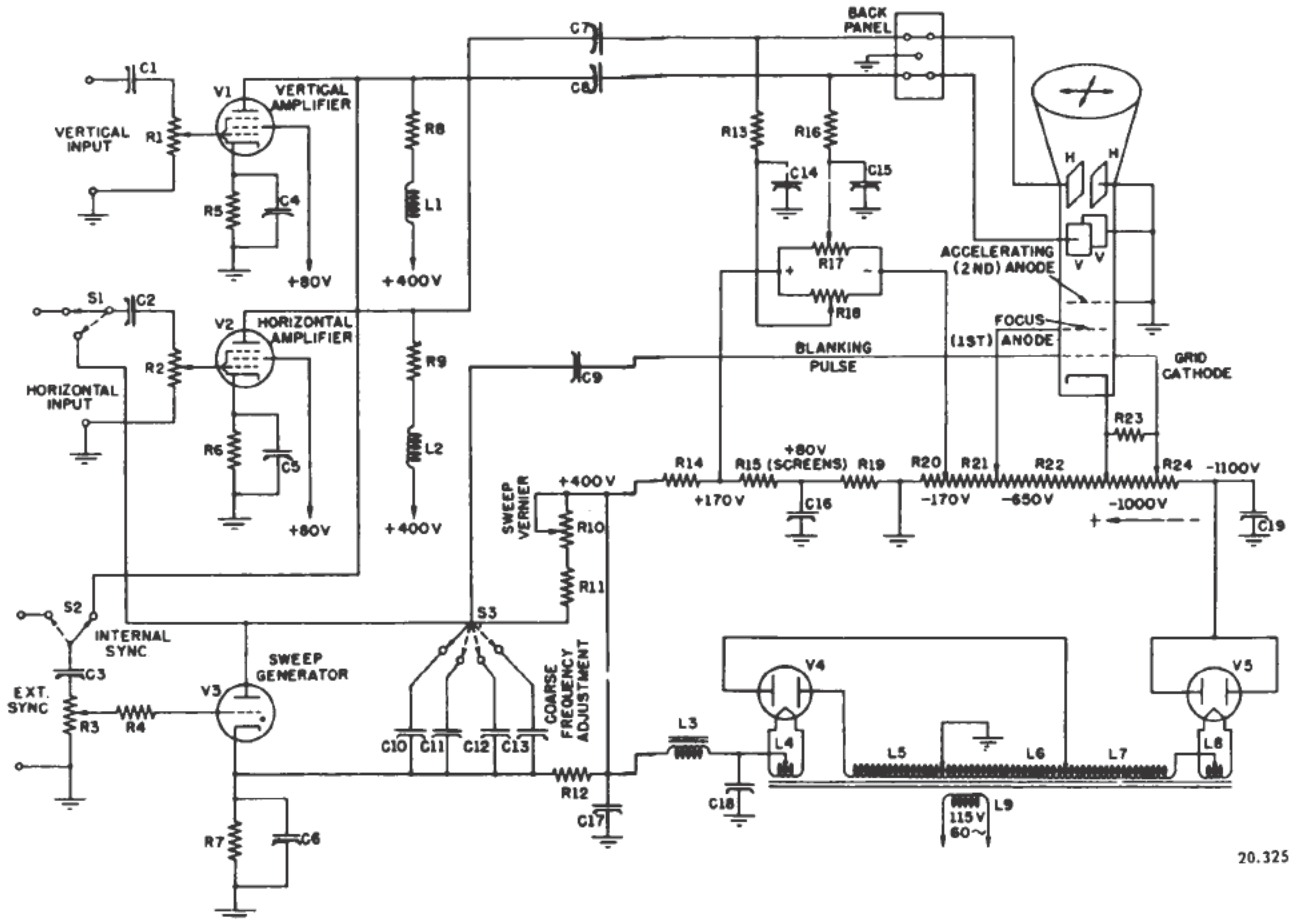 BACK
PANEL
C7
C8
C1
V1
VERTICAL
AMPLIFIER
VERTICAL
INPUT
R1
R5
C4
+80V
R8
L1
+400V
R13
R16
C14
C15
R17
+
-
R18
H
H
V
V
ACCELERATING
(2ND) ANODE
FOCUS
(1ST) ANODE
GRID
CATHODE
S1
C2
V2
HORIZONTAL
AMPLIFIER
R2
HORIZONTAL
INPUT
R6
C5
+80V
R9
L2
+400V
C9
BLANKING
PULSE
R23
R14
+170V
R15
+80V
(SCREENS)
R19
C16
R20
R21
R22
R24
-170V
-650V
-1000V
-1100V
+
C19
+400V
SWEEP
VERNIER
R10
R11
S2
INTERNAL
SYNC
C3
EXT.
SYNC
R3
R4
V3
SWEEP
GENERATOR
S3
COARSE
FREQUENCY
ADJUSTMENT
C10
C11
C12
C13
R12
C17
R7
C6
L3
C18
V4
L4
L5
L6
L7
L8
V5
L9
115V
60~
20.325